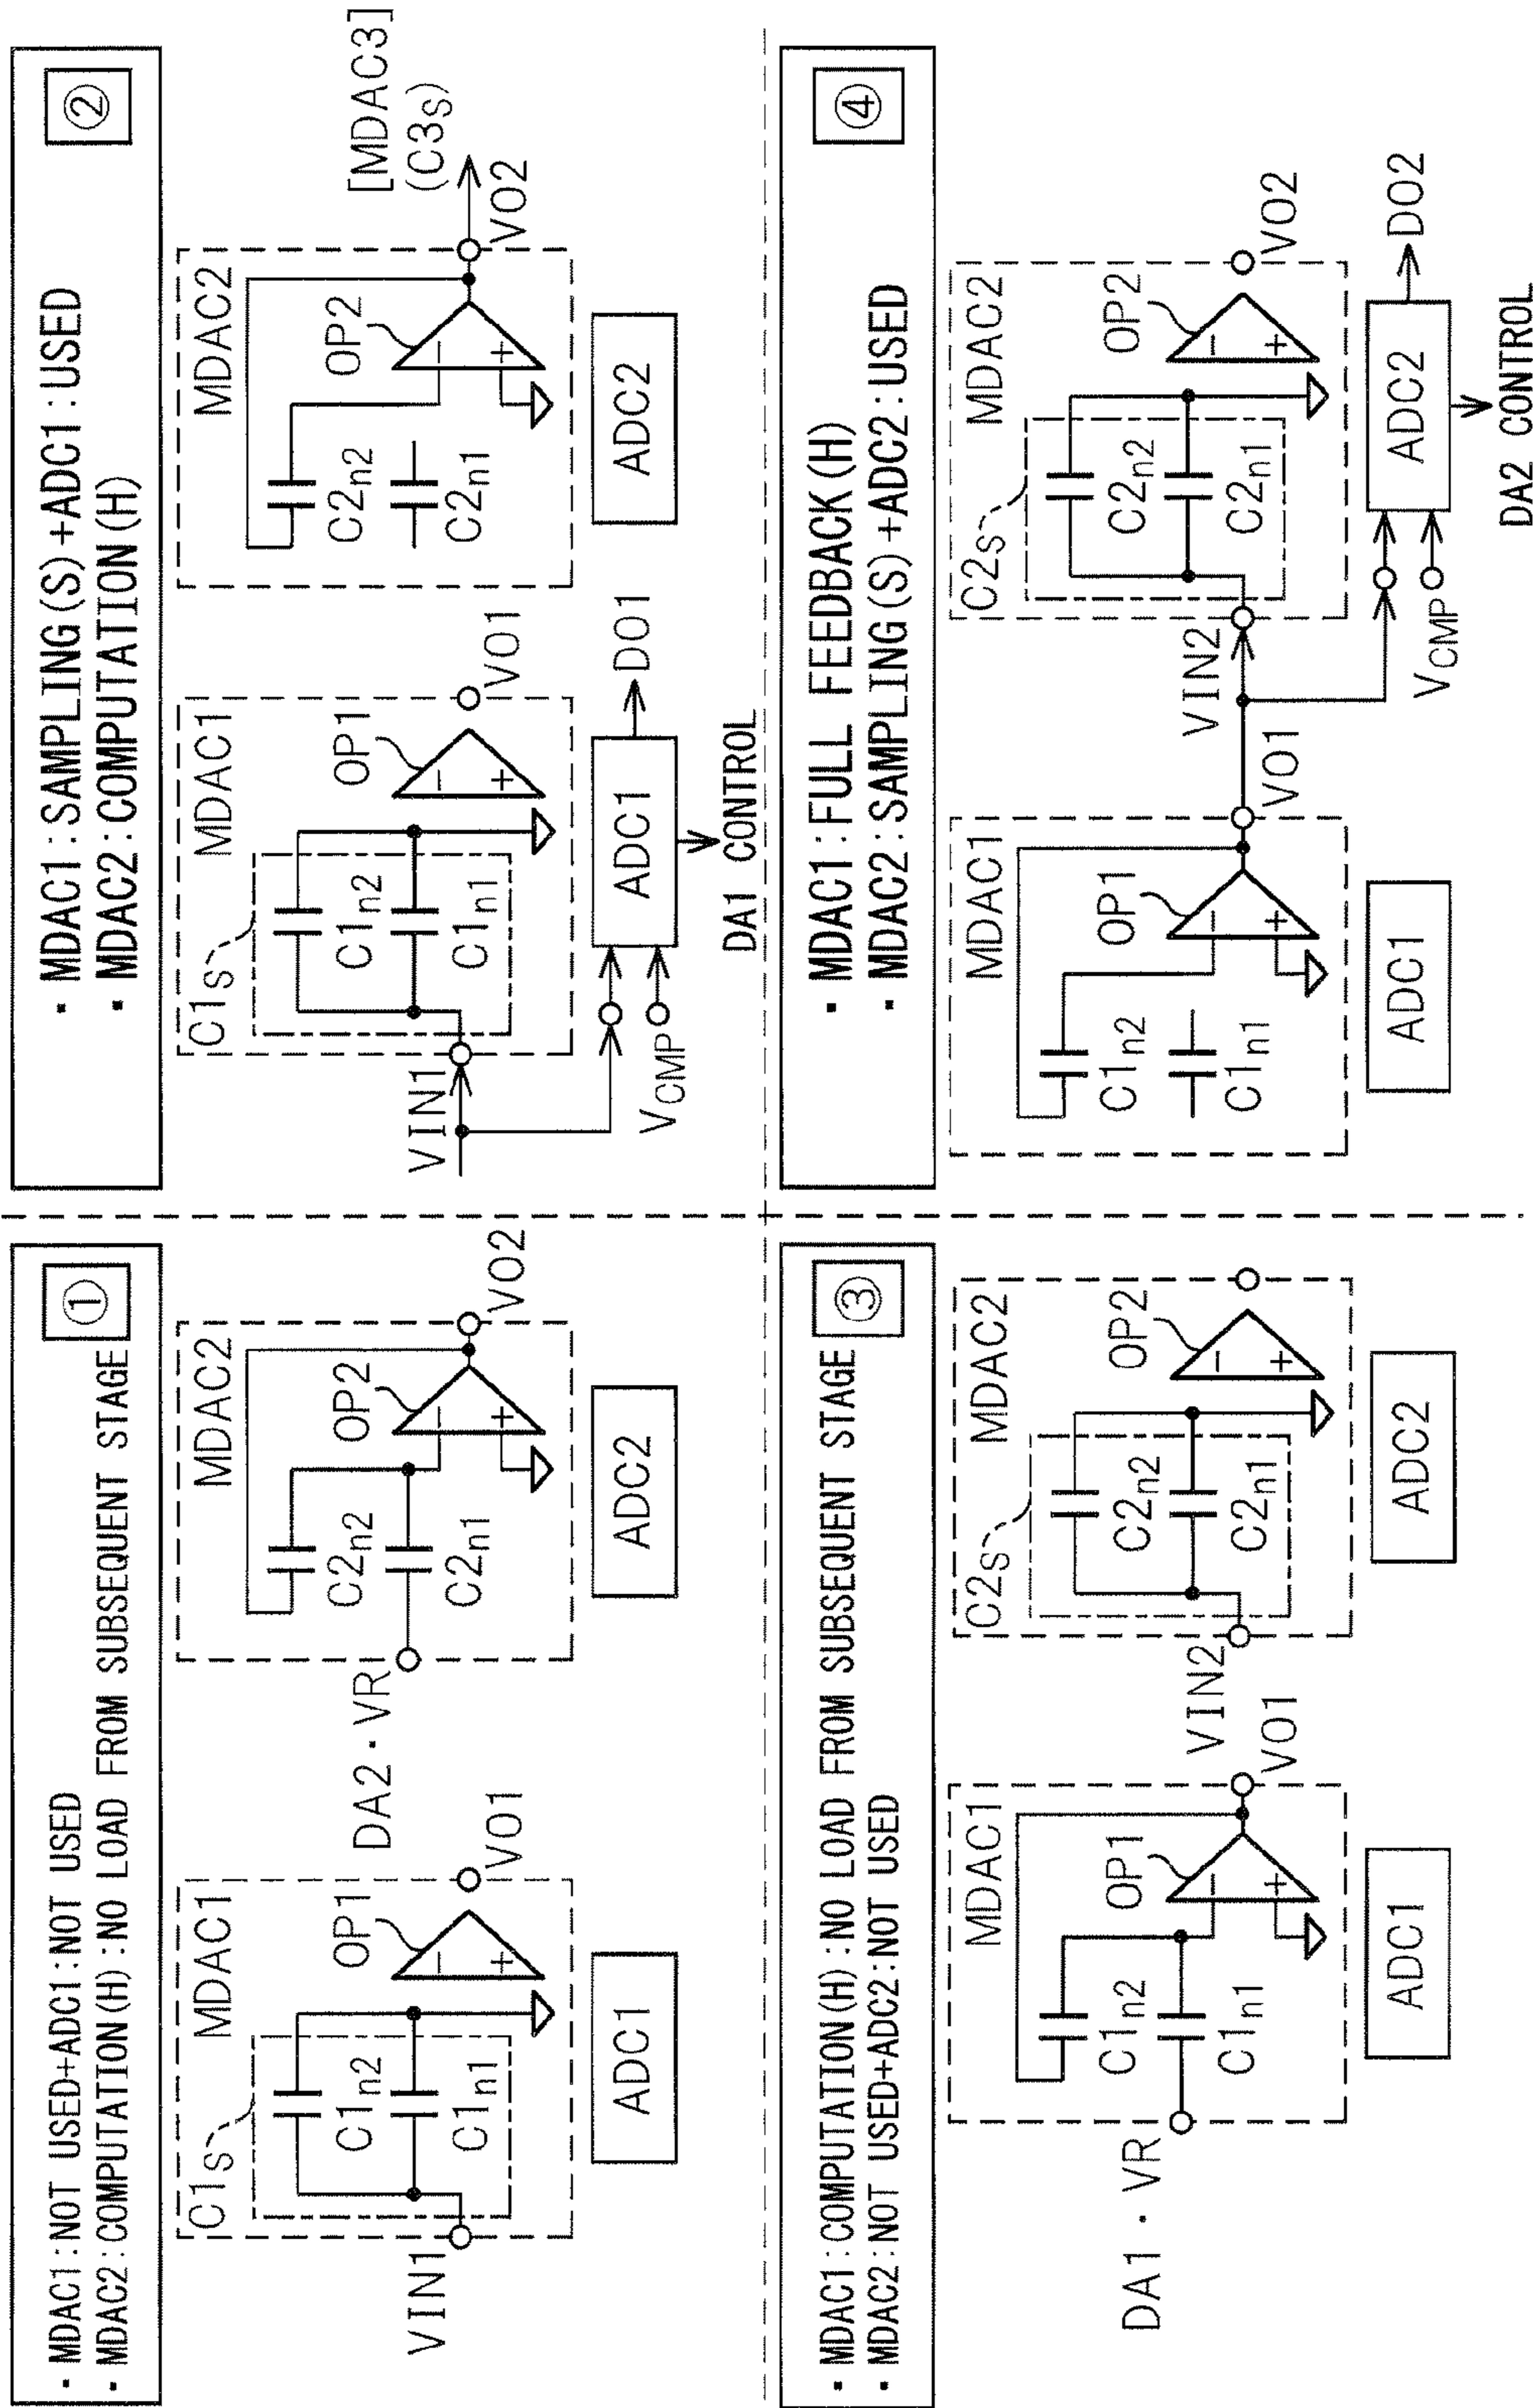 ①
· MDAC1:NOT USED+ADC1:NOT USED
· MDAC2:COMPUTATION(H):NO LOAD FROM SUBSEQUENT STAGE
C1S
MDAC1
OP1
C1n2
C1n1
VIN1
VO1
ADC1
MDAC2
OP2
C2n2
C2n1
DA2・VR
VO2
ADC2
②
· MDAC1:SAMPLING(S)+ADC1:USED
· MDAC2:COMPUTATION(H)
C1S
MDAC1
OP1
C1n2
C1n1
VIN1
VO1
VCMP
ADC1
DO1
DA1 CONTROL
MDAC2
OP2
C2n2
C2n1
[MDAC3]
(C3S)
VO2
ADC2
③
· MDAC1:COMPUTATION(H):NO LOAD FROM SUBSEQUENT STAGE
· MDAC2:NOT USED+ADC2:NOT USED
MDAC1
OP1
C1n2
C1n1
DA1・VR
VO1
ADC1
C2S
MDAC2
OP2
C2n2
C2n1
VIN2
ADC2
④
· MDAC1:FULL FEEDBACK(H)
· MDAC2:SAMPLING(S)+ADC2:USED
MDAC1
OP1
C1n2
C1n1
VO1
ADC1
C2S
MDAC2
OP2
C2n2
C2n1
VIN2
VO2
VCMP
ADC2
DO2
DA2 CONTROL